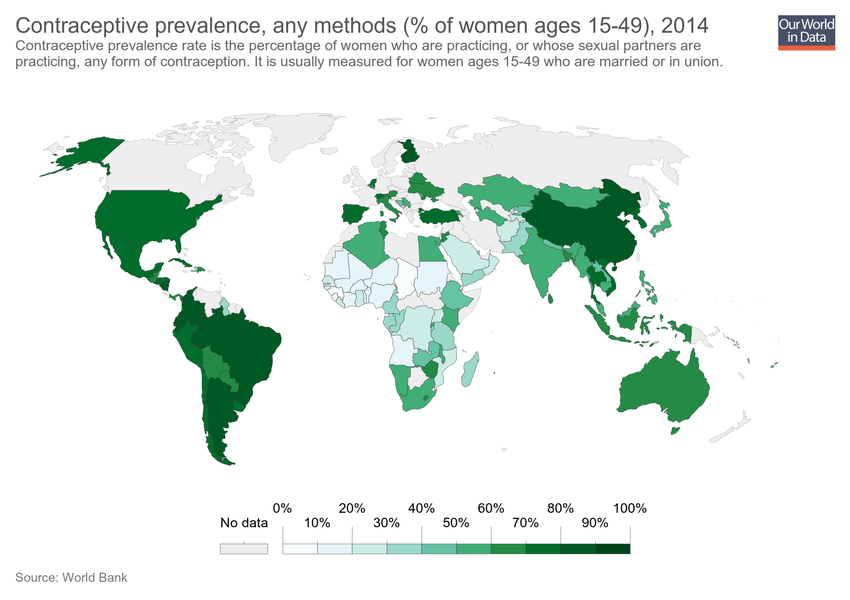 Contraceptive prevalence, any methods (% of women ages 15-49), 2014
Our World
in Data
Contraceptive prevalence rate is the percentage of women who are practicing, or whose sexual partners are
practicing, any form of contraception. It is usually measured for women ages 15-49 who are married or in union.
0% 20% 40% 60% 80% 100%
No data 10% 30% 50% 70% 90%
Source: World Bank